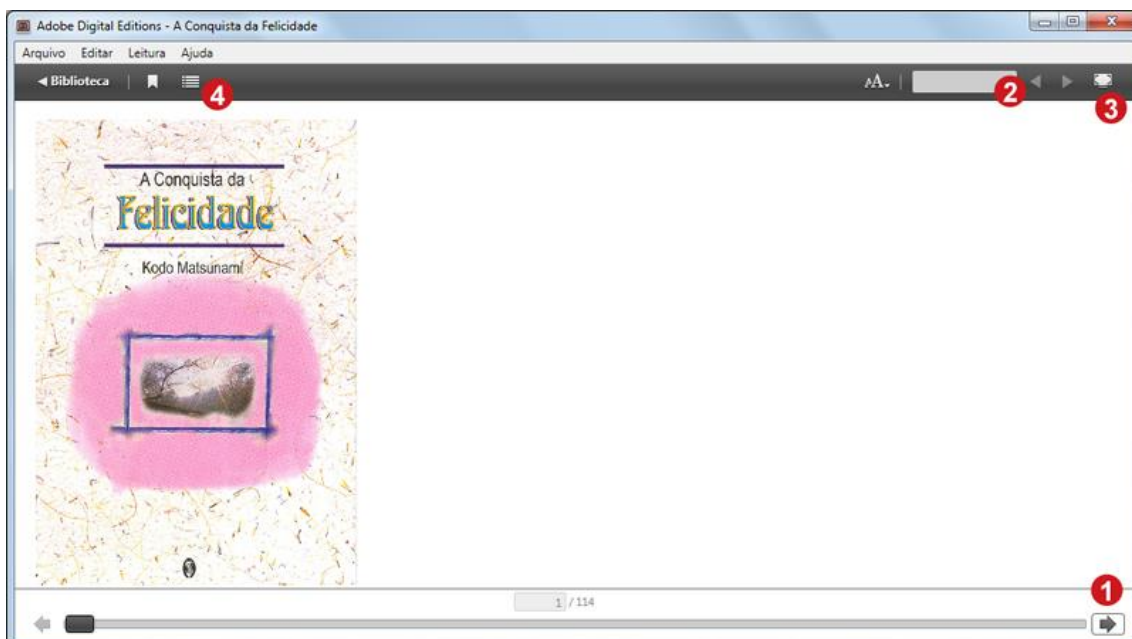 Adobe Digital Editions - A Conquista da Felicidade
Arquivo Editar Leitura Ajuda
Biblioteca
4
AA
2
3
A Conquista da
Felicidade
Kodo Matsunami
1
1 / 114